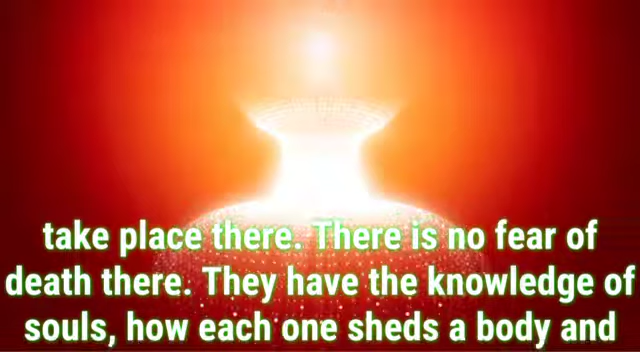 take place there. There is no fear of
death there. They have the knowledge of
souls, how each one sheds a body and